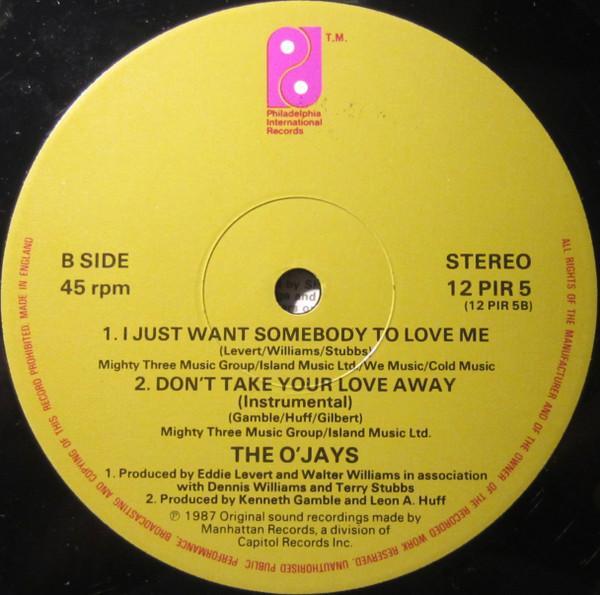 T.M.
Philadelphia
International
Records
B SIDE
45 rpm
STEREO
12 PIR 5
(12 PIR 5B)
1. I JUST WANT SOMEBODY TO LOVE ME
(Levert/Williams/Stubbs)
Mighty Three Music Group/Island Music Ltd./We Music/Cold Music
2. DON'T TAKE YOUR LOVE AWAY
(Instrumental)
(Gamble/Huff/Gilbert)
Mighty Three Music Group/Island Music Ltd.
THE O'JAYS
1. Produced by Eddie Levert and Walter Williams in association
with Dennis Williams and Terry Stubbs
2. Produced by Kenneth Gamble and Leon A. Huff
℗ 1987 Original sound recordings made by
Manhattan Records, a division of
Capitol Records Inc.
ALL RIGHTS OF THE MANUFACTURER AND OF THE OWNER OF THE RECORDED WORK RESERVED. UNAUTHORISED PUBLIC PERFORMANCE, BROADCASTING AND COPYING OF THIS RECORD PROHIBITED. MADE IN ENGLAND